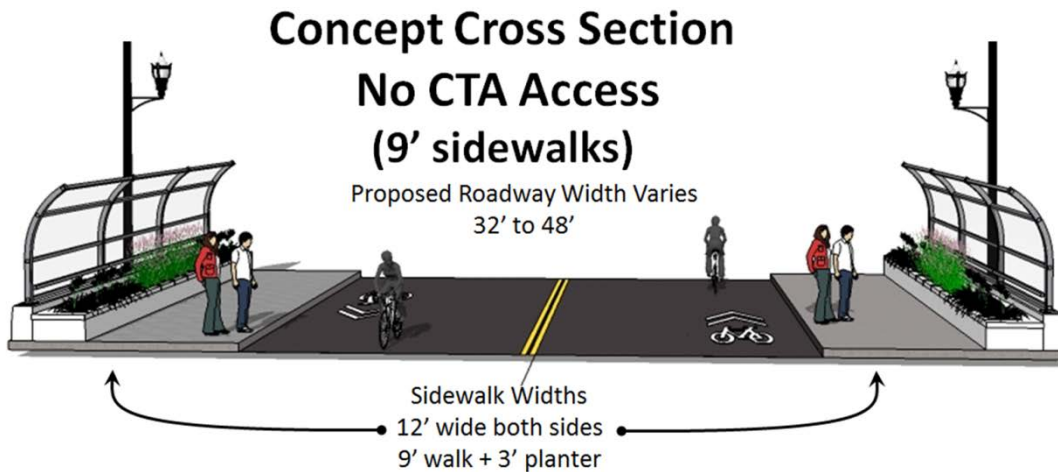 Concept Cross Section
No CTA Access
(9’ sidewalks)
Proposed Roadway Width Varies
32’ to 48’
Sidewalk Widths
12’ wide both sides
9’ walk + 3’ planter